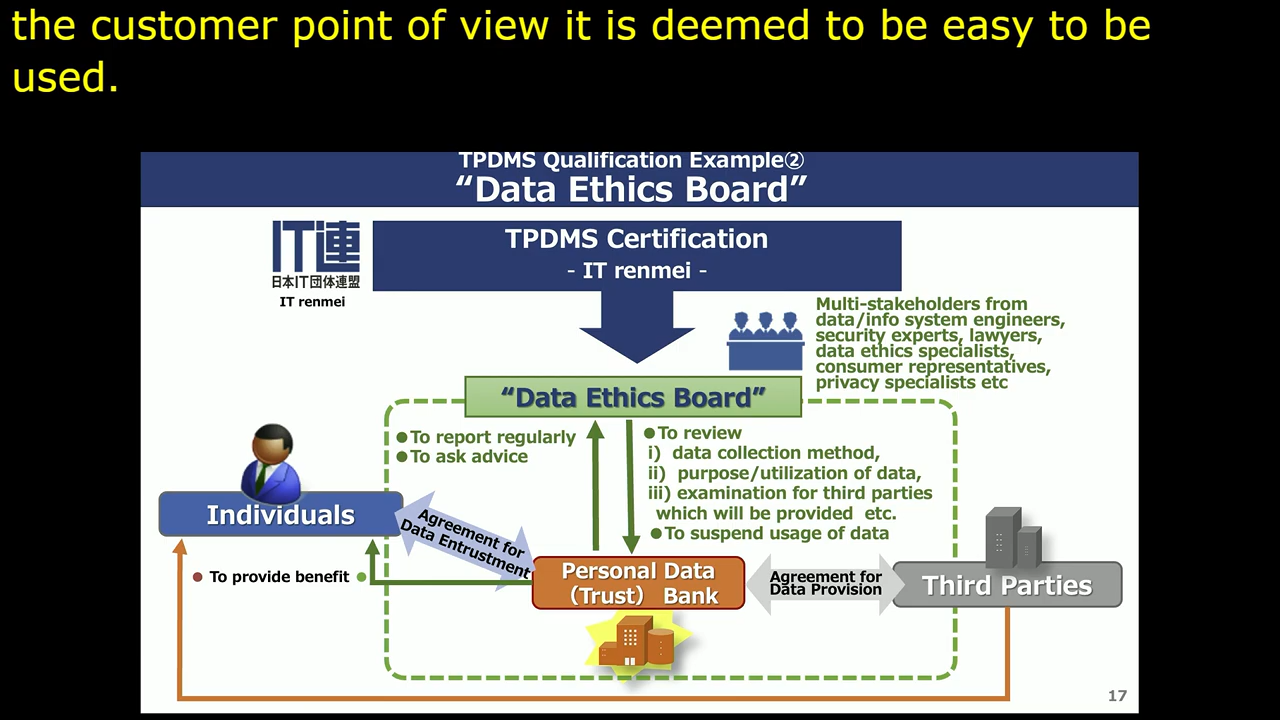 the customer point of view it is deemed to be easy to be
used.
TPDMS Qualification Example②
“Data Ethics Board”
IT連
日本IT団体連盟
IT renmei
TPDMS Certification
- IT renmei -
Multi-stakeholders from
data/info system engineers,
security experts, lawyers,
data ethics specialists,
consumer representatives,
privacy specialists etc
“Data Ethics Board”
●To report regularly
●To ask advice
●To review
i) data collection method,
ii) purpose/utilization of data,
iii) examination for third parties
which will be provided etc.
●To suspend usage of data
Individuals
Agreement for
Data Entrustment
● To provide benefit ●
Personal Data
（Trust） Bank
Agreement for
Data Provision
Third Parties
17